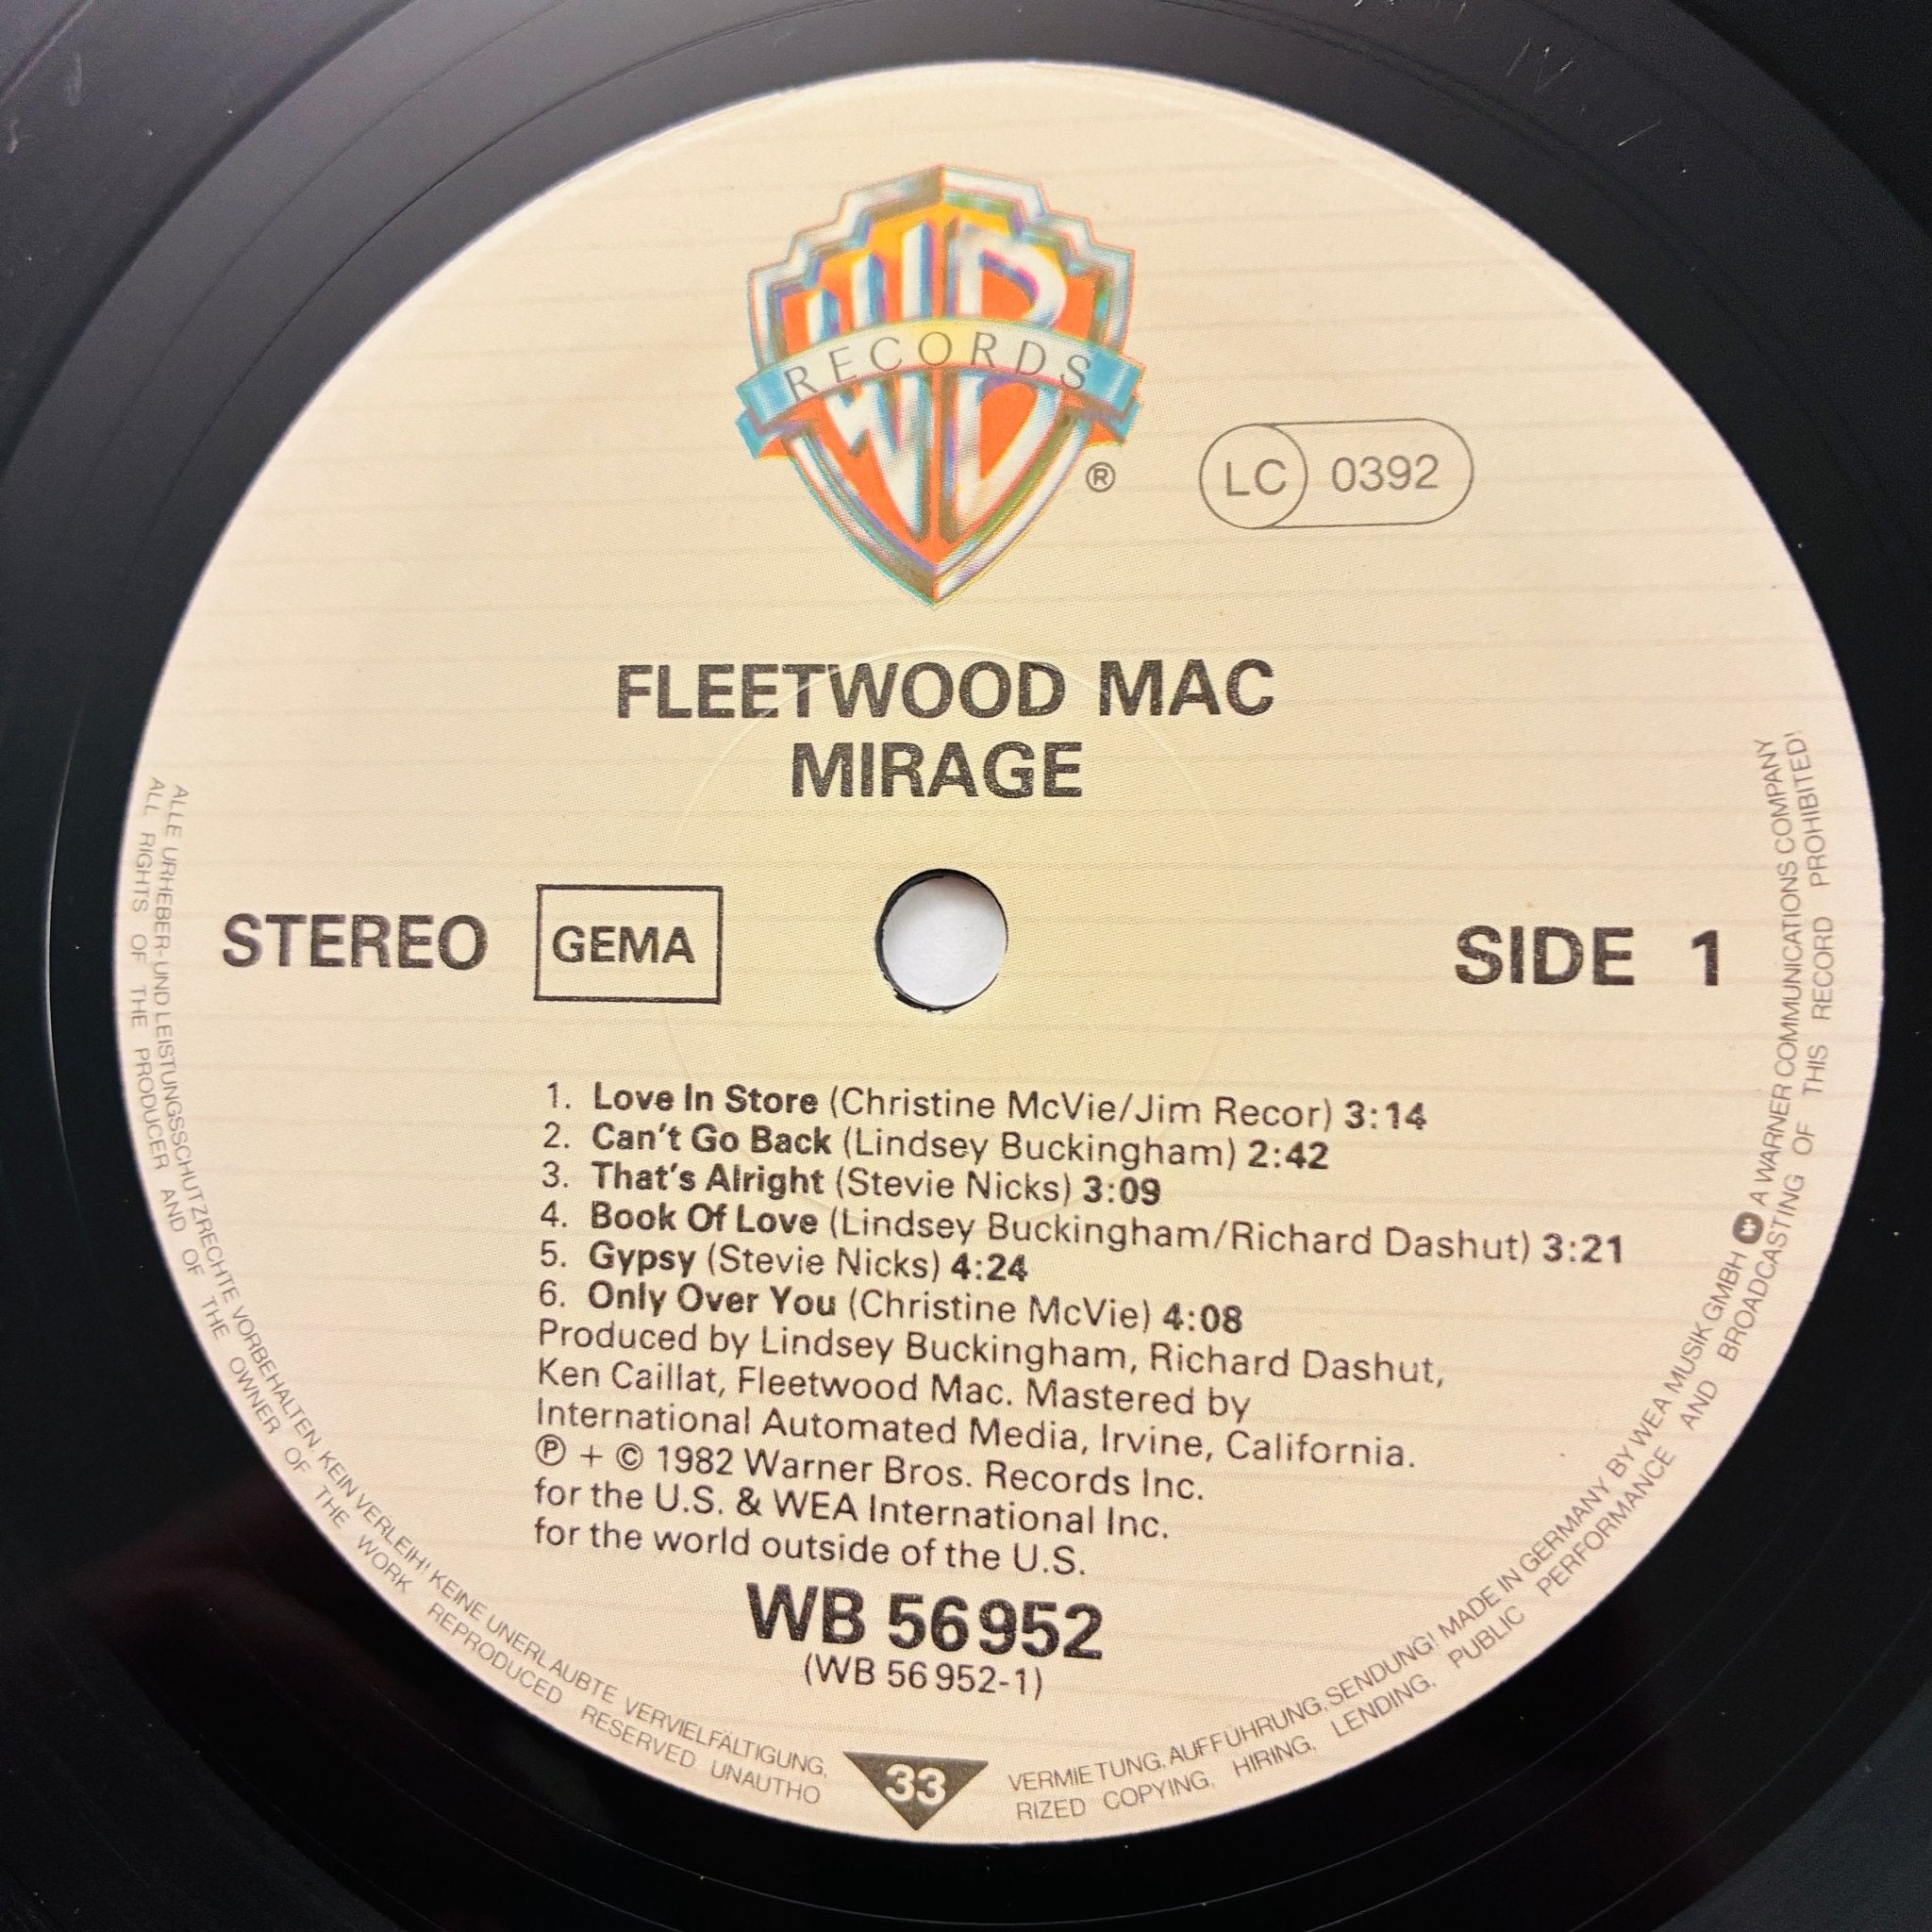 WB
RECORDS
®
LC 0392
FLEETWOOD MAC
MIRAGE
STEREO GEMA SIDE 1
1. Love In Store (Christine McVie/Jim Recor) 3:14
2. Can't Go Back (Lindsey Buckingham) 2:42
3. That's Alright (Stevie Nicks) 3:09
4. Book Of Love (Lindsey Buckingham/Richard Dashut) 3:21
5. Gypsy (Stevie Nicks) 4:24
6. Only Over You (Christine McVie) 4:08
Produced by Lindsey Buckingham, Richard Dashut,
Ken Caillat, Fleetwood Mac. Mastered by
International Automated Media, Irvine, California.
Ⓟ + © 1982 Warner Bros. Records Inc.
for the U.S. & WEA International Inc.
for the world outside of the U.S.
WB 56 952
(WB 56 952-1)
33
ALLE URHEBER- UND LEISTUNGSSCHUTZRECHTE VORBEHALTEN. KEIN VERLEIH! KEINE UNERLAUBTE VERVIELFÄLTIGUNG, VERMIETUNG, AUFFÜHRUNG, SENDUNG! MADE IN GERMANY BY WEA MUSIK GMBH A WARNER COMMUNICATIONS COMPANY
ALL RIGHTS OF THE PRODUCER AND OF THE OWNER OF THE WORK REPRODUCED RESERVED UNAUTHO RIZED COPYING, HIRING, LENDING, PUBLIC PERFORMANCE AND BROADCASTING OF THIS RECORD PROHIBITED!